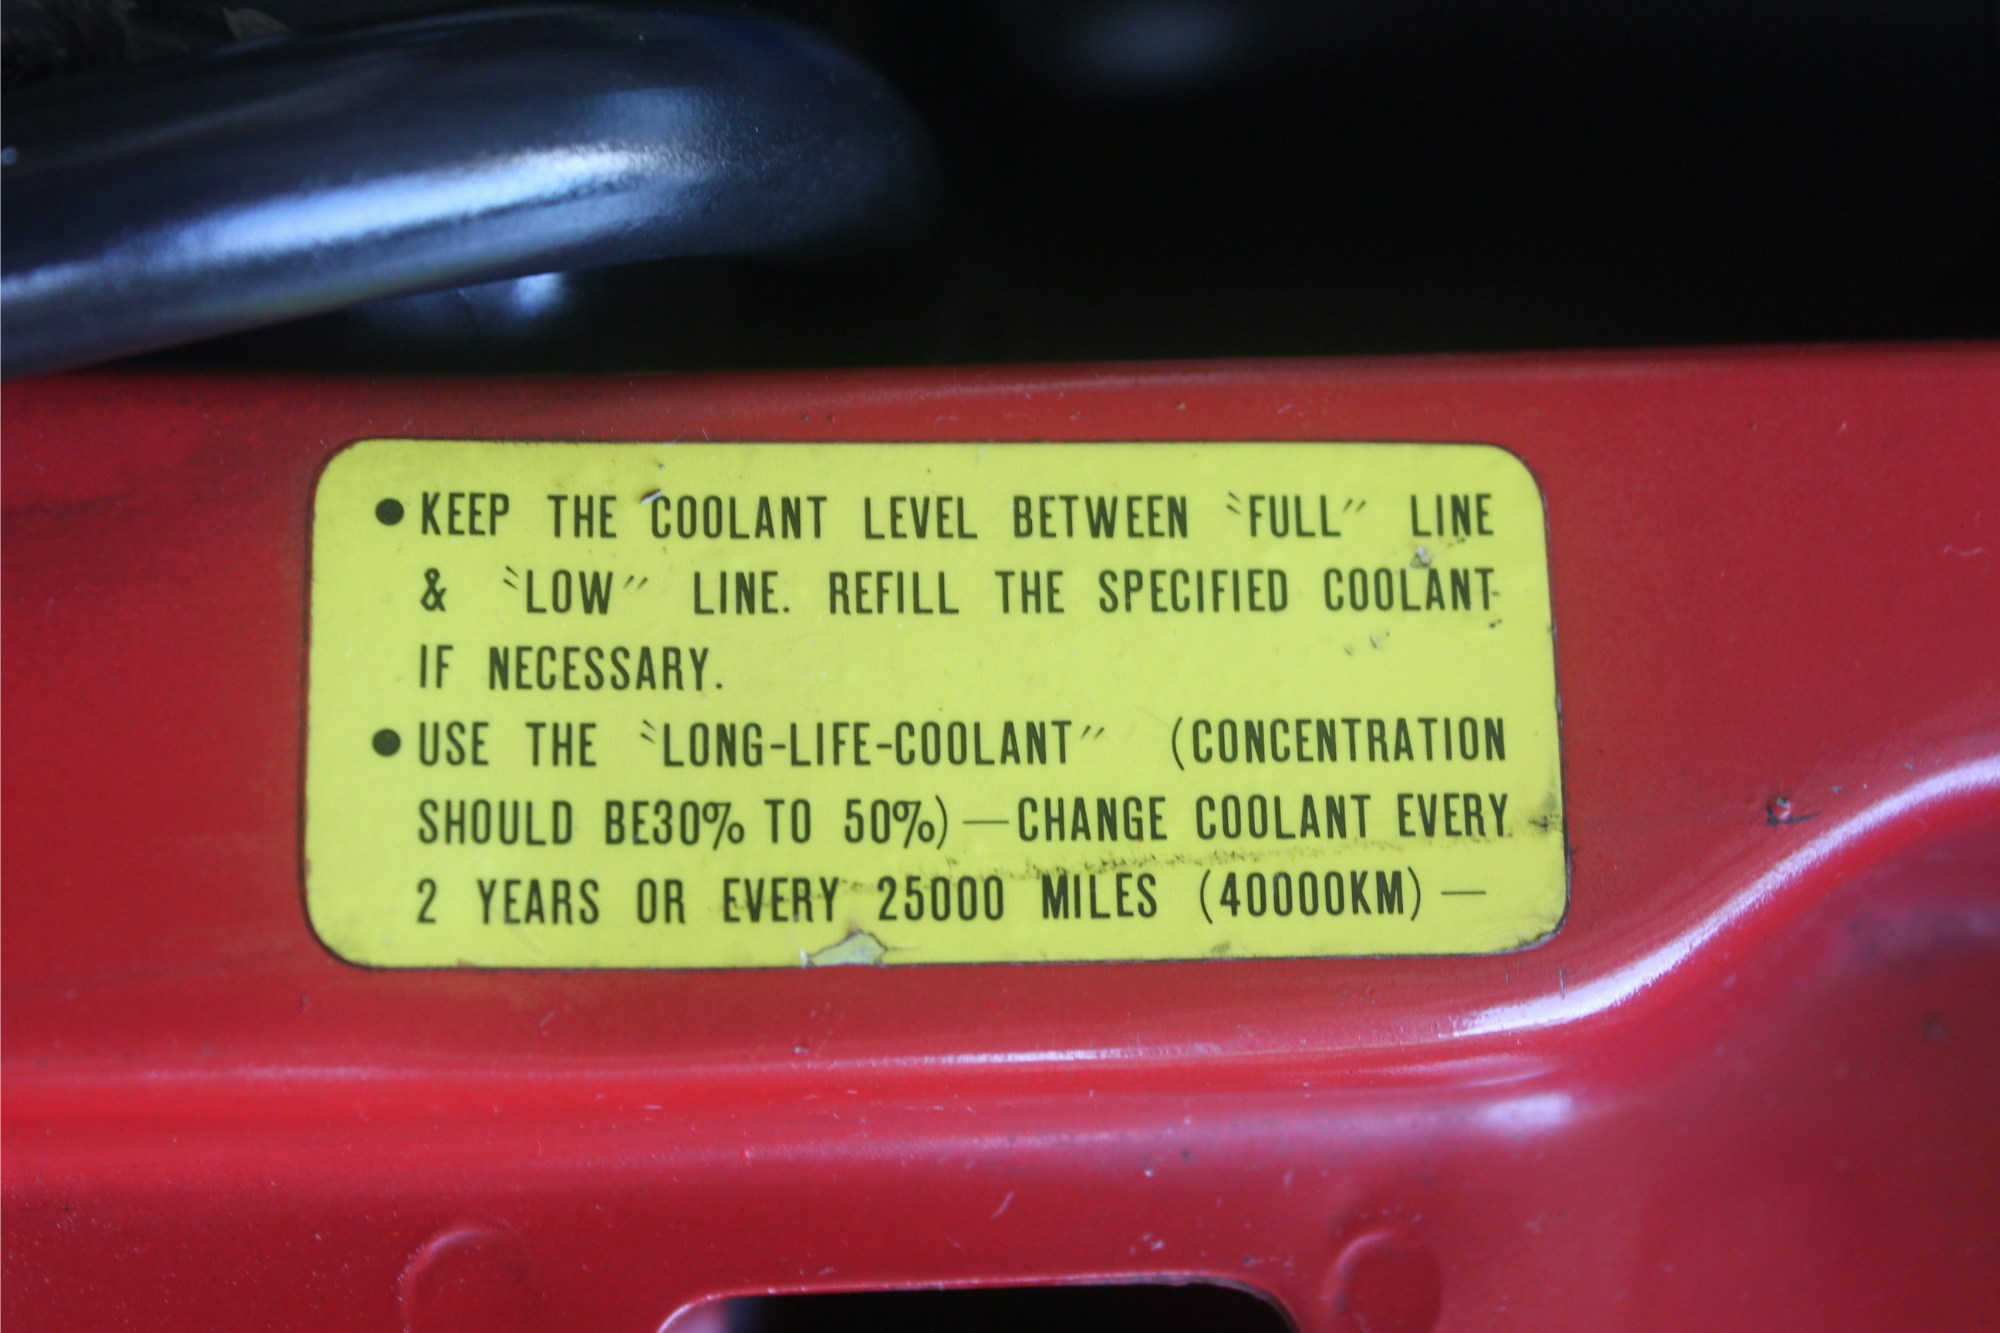 ● KEEP THE COOLANT LEVEL BETWEEN "FULL" LINE
& "LOW" LINE. REFILL THE SPECIFIED COOLANT
IF NECESSARY.
● USE THE "LONG-LIFE-COOLANT" (CONCENTRATION
SHOULD BE30% TO 50%) —CHANGE COOLANT EVERY
2 YEARS OR EVERY 25000 MILES (40000KM) —